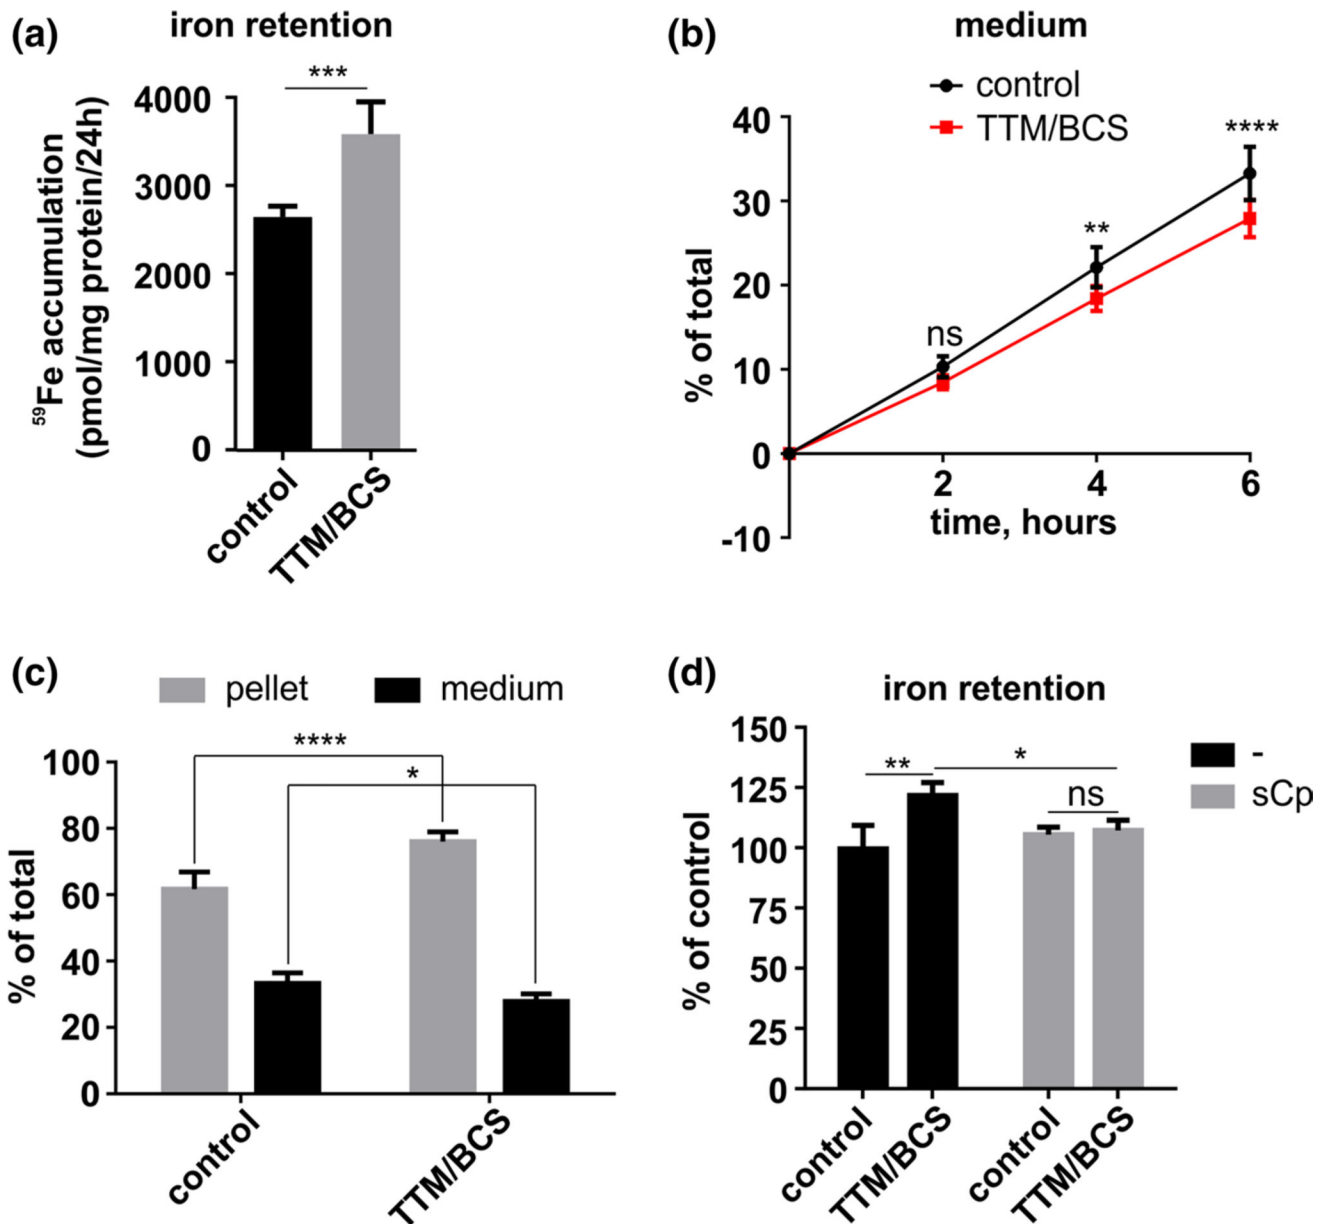 (a)
iron retention
***
⁵⁹Fe accumulation
(pmol/mg protein/24h)
4000
3000
2000
1000
0
control
TTM/BCS
(b)
medium
control
TTM/BCS
% of total
40
30
20
10
0
-10
ns
**
****
2
4
6
time, hours
(c)
pellet
medium
% of total
100
80
60
40
20
0
****
*
control
TTM/BCS
(d)
iron retention
-
sCp
% of control
150
125
100
75
50
25
0
**
*
ns
control
TTM/BCS
control
TTM/BCS